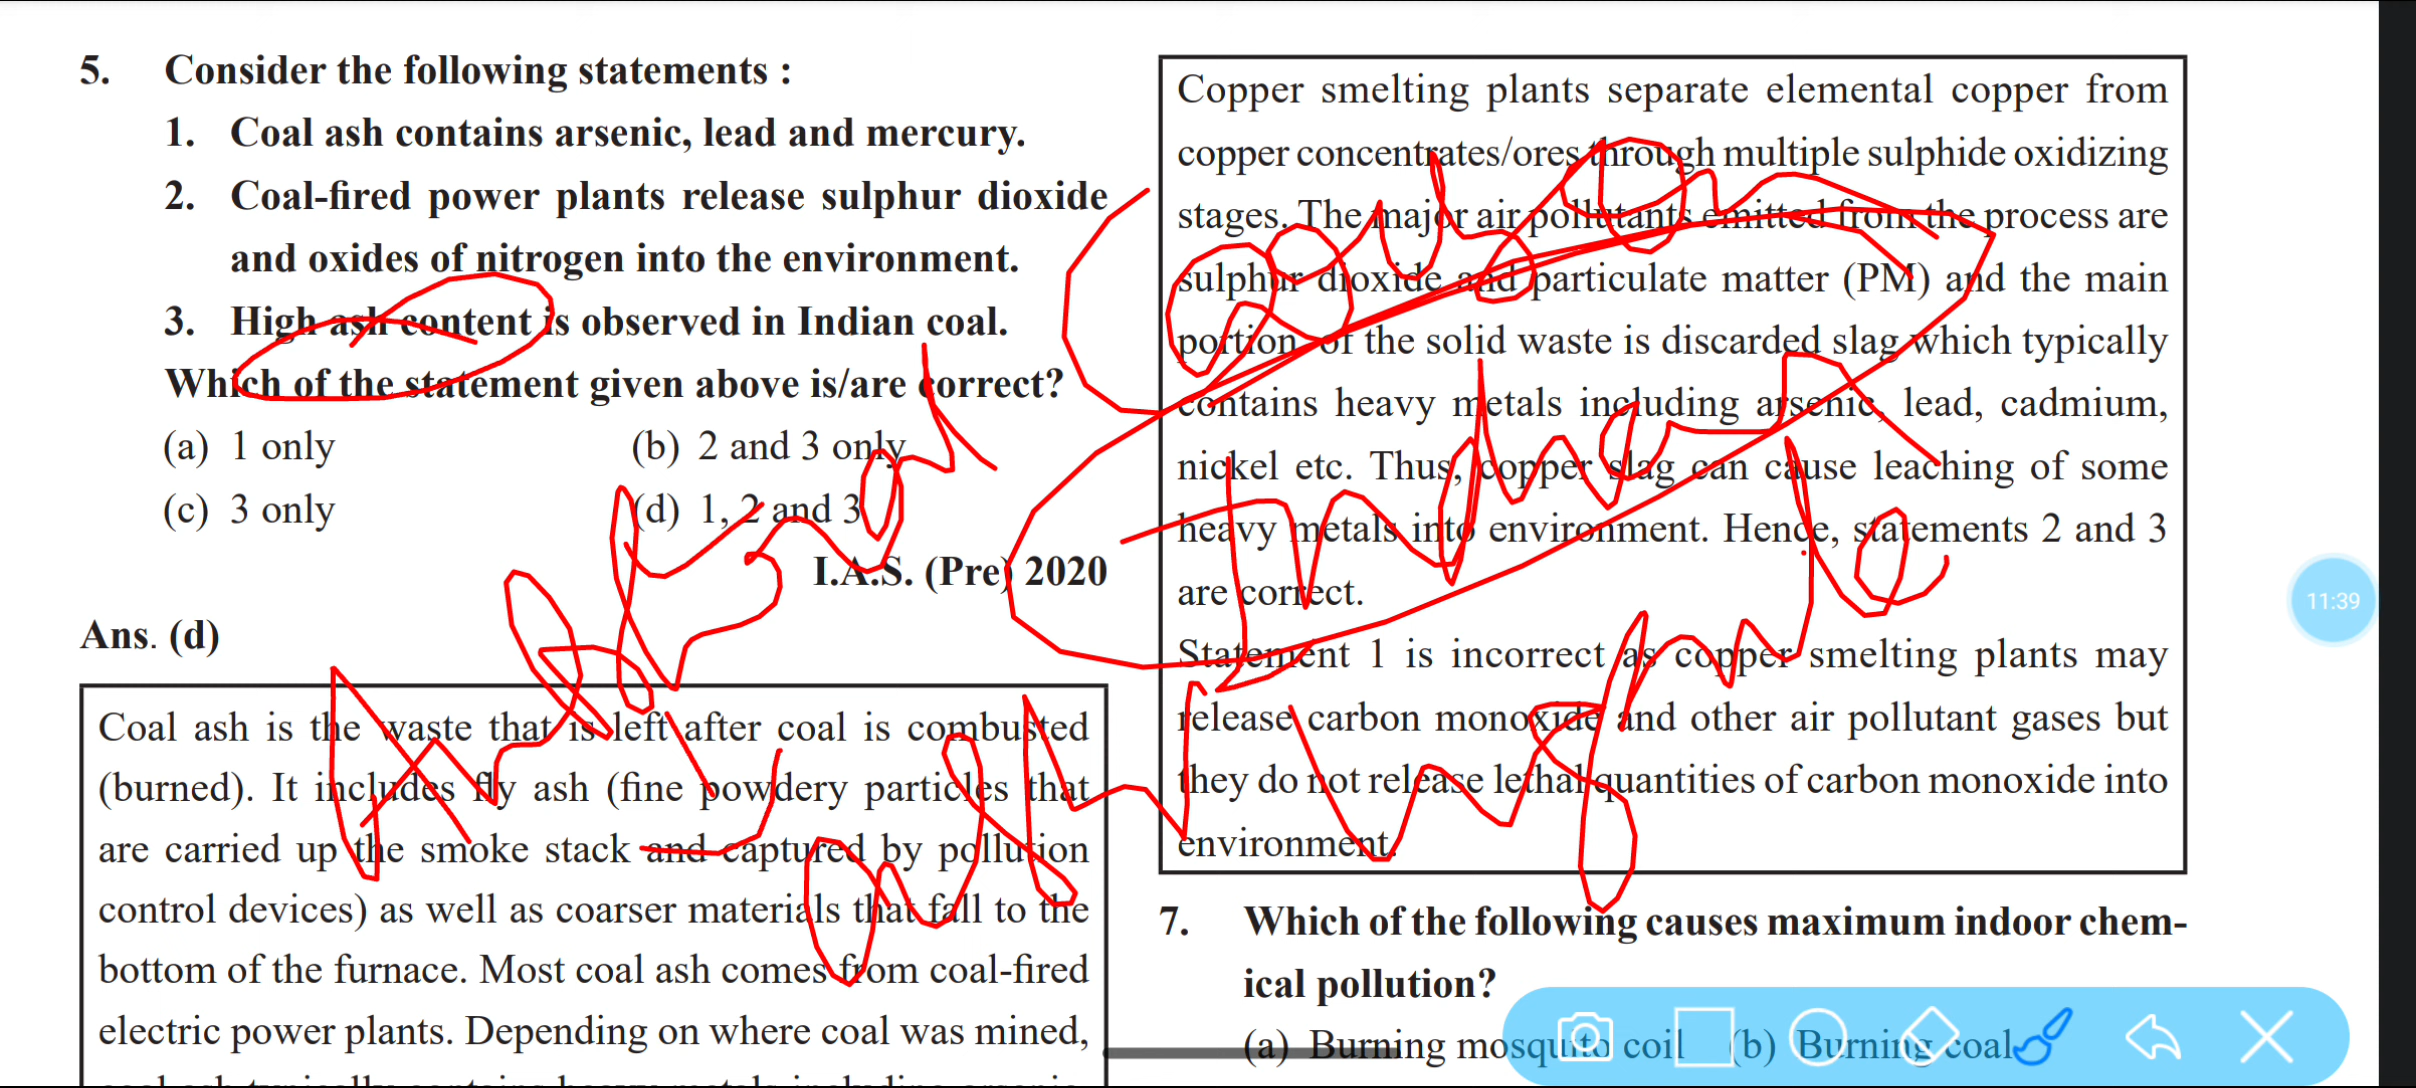 5. Consider the following statements :
1. Coal ash contains arsenic, lead and mercury.
2. Coal-fired power plants release sulphur dioxide
and oxides of nitrogen into the environment.
3. High ash content is observed in Indian coal.
Which of the statement given above is/are correct?
(a) 1 only (b) 2 and 3 only
(c) 3 only (d) 1, 2 and 3
I.A.S. (Pre) 2020
Ans. (d)
Coal ash is the waste that is left after coal is combusted
(burned). It includes fly ash (fine powdery particles that
are carried up the smoke stack and captured by pollution
control devices) as well as coarser materials that fall to the
bottom of the furnace. Most coal ash comes from coal-fired
electric power plants. Depending on where coal was mined,
Copper smelting plants separate elemental copper from
copper concentrates/ores through multiple sulphide oxidizing
stages. The major air pollutants emitted from the process are
sulphur dioxide and particulate matter (PM) and the main
portion of the solid waste is discarded slag which typically
contains heavy metals including arsenic, lead, cadmium,
nickel etc. Thus, copper slag can cause leaching of some
heavy metals into environment. Hence, statements 2 and 3
are correct.
Statement 1 is incorrect as copper smelting plants may
release carbon monoxide and other air pollutant gases but
they do not release lethal quantities of carbon monoxide into
environment.
7. Which of the following causes maximum indoor chem-
ical pollution?
(a) Burning mosquito coil (b) Burning coal
11:39